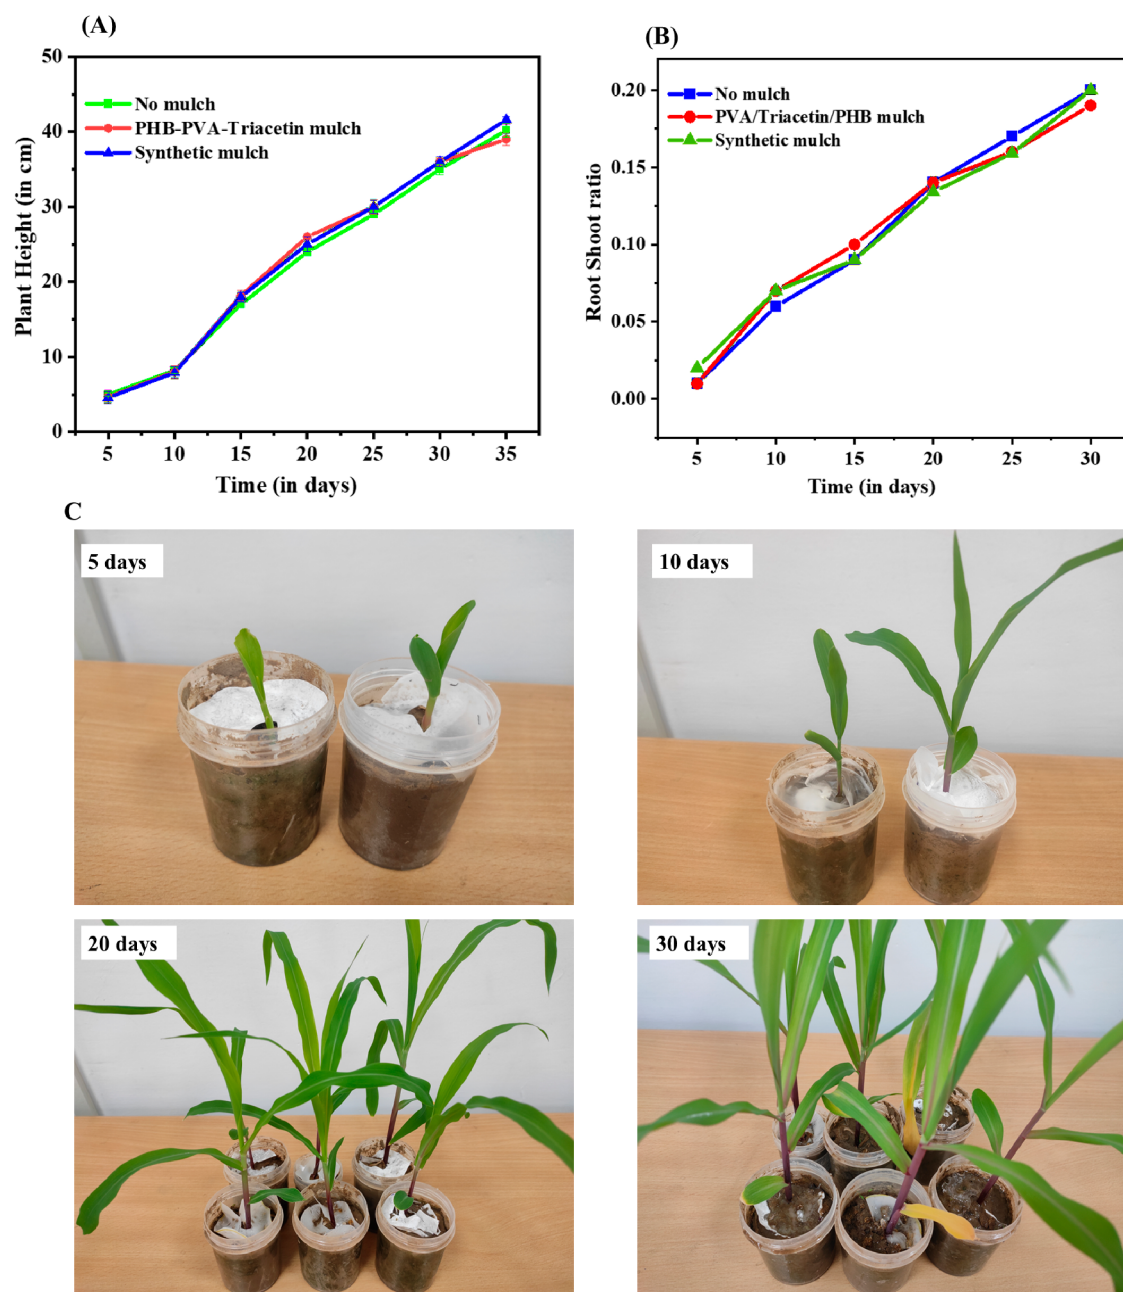 (A)
50
40
30
20
10
0
Plant Height (in cm)
No mulch
PHB-PVA-Triacetin mulch
Synthetic mulch
5 10 15 20 25 30 35
Time (in days)
(B)
0.20
0.15
0.10
0.05
0.00
Root Shoot ratio
No mulch
PVA/Triacetin/PHB mulch
Synthetic mulch
5 10 15 20 25 30
Time (in days)
C
5 days
10 days
20 days
30 days